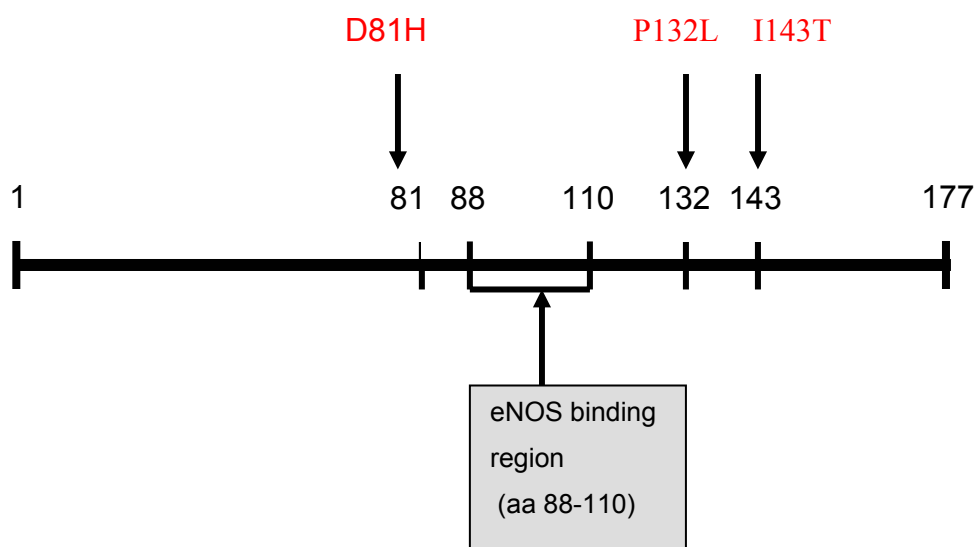 D81H P132L I143T
1 81 88 110 132 143 177
eNOS binding
region
(aa 88-110)